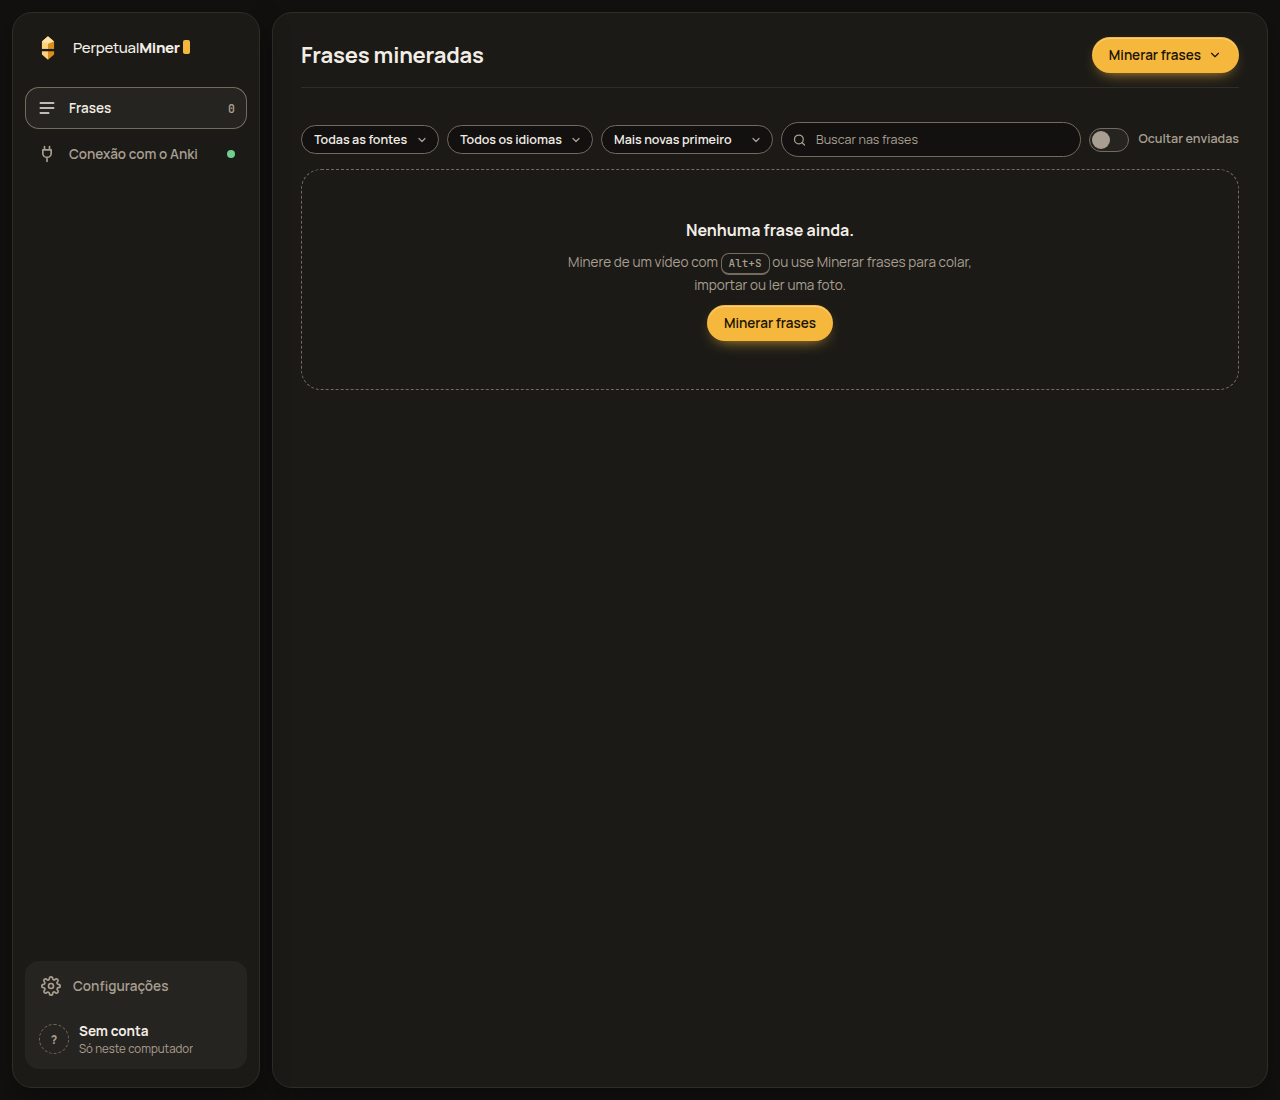 PerpetualMiner
Frases 0
Conexão com o Anki
Configurações
?
Sem conta
Só neste computador
Frases mineradas
Minerar frases
Todas as fontes
Todos os idiomas
Mais novas primeiro
Buscar nas frases
Ocultar enviadas
Nenhuma frase ainda.
Minere de um vídeo com Alt+S ou use Minerar frases para colar,
importar ou ler uma foto.
Minerar frases